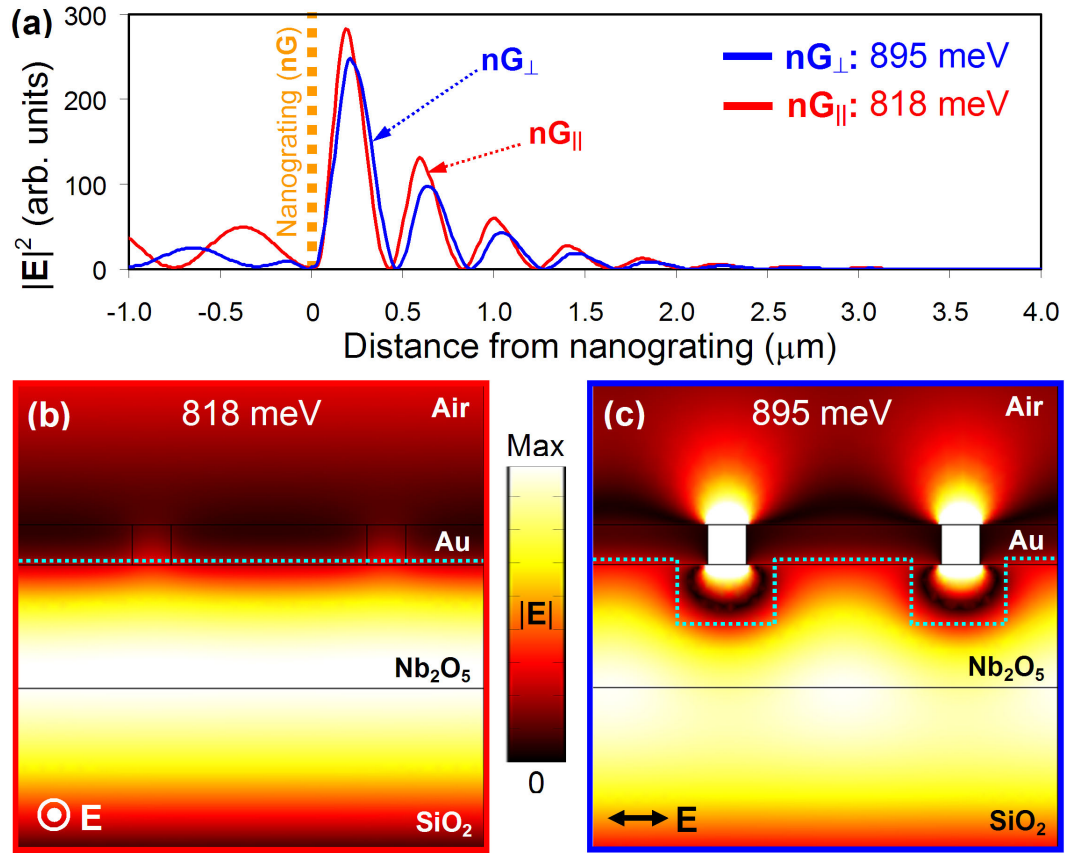 (a)
300
200
100
0
|E|² (arb. units)
Nanograting (nG)
nG⊥
nG||
nG⊥: 895 meV
nG||: 818 meV
-1.0 -0.5 0 0.5 1.0 1.5 2.0 2.5 3.0 3.5 4.0
Distance from nanograting (μm)
(b) 818 meV Air
Au
Nb₂O₅
SiO₂
E
Max
|E|
0
(c) 895 meV Air
Au
Nb₂O₅
SiO₂
E